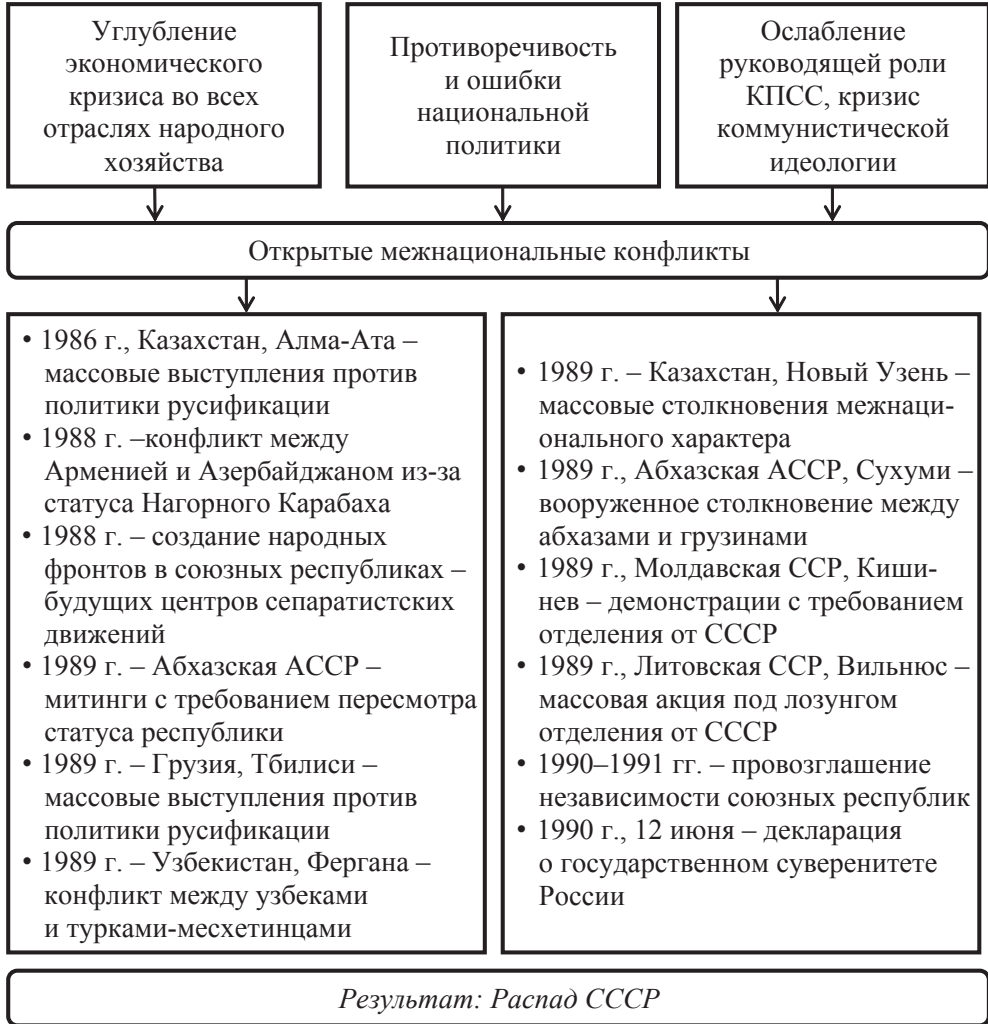 Углубление
экономического
кризиса во всех
отраслях народного
хозяйства
Противоречивость
и ошибки
национальной
политики
Ослабление
руководящей роли
КПСС, кризис
коммунистической
идеологии
Открытые межнациональные конфликты
• 1986 г., Казахстан, Алма-Ата –
массовые выступления против
политики русификации
• 1988 г. –конфликт между
Арменией и Азербайджаном из-за
статуса Нагорного Карабаха
• 1988 г. – создание народных
фронтов в союзных республиках –
будущих центров сепаратистских
движений
• 1989 г. – Абхазская АССР –
митинги с требованием пересмотра
статуса республики
• 1989 г. – Грузия, Тбилиси –
массовые выступления против
политики русификации
• 1989 г. – Узбекистан, Фергана –
конфликт между узбеками
и турками-месхетинцами
• 1989 г. – Казахстан, Новый Узень –
массовые столкновения межнаци-
онального характера
• 1989 г., Абхазская АССР, Сухуми –
вооруженное столкновение между
абхазами и грузинами
• 1989 г., Молдавская ССР, Киши-
нев – демонстрации с требованием
отделения от СССР
• 1989 г., Литовская ССР, Вильнюс –
массовая акция под лозунгом
отделения от СССР
• 1990–1991 гг. – провозглашение
независимости союзных республик
• 1990 г., 12 июня – декларация
о государственном суверенитете
России
Результат: Распад СССР